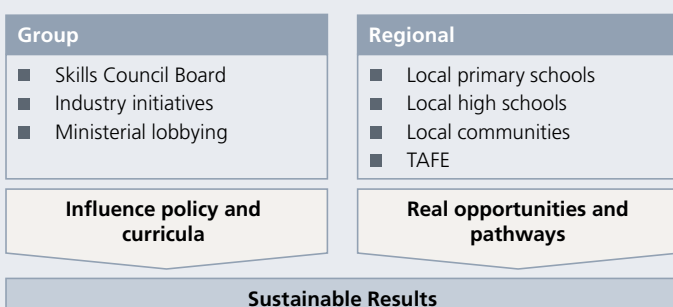 Group
Skills Council Board
Industry initiatives
Ministerial lobbying
Influence policy and
curricula
Regional
Local primary schools
Local high schools
Local communities
TAFE
Real opportunities and
pathways
Sustainable Results